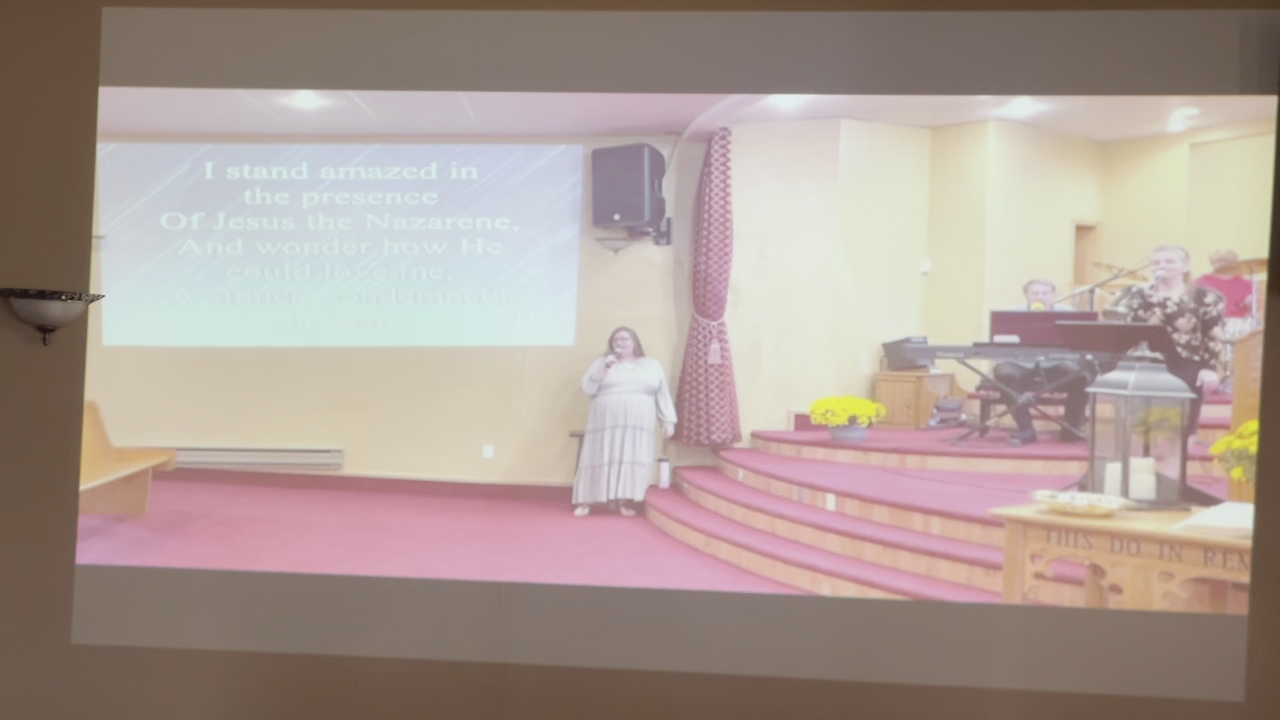 I stand amazed in
the presence
Of Jesus the Nazarene,
And wonder how He
could love me,
THIS DO IN REM